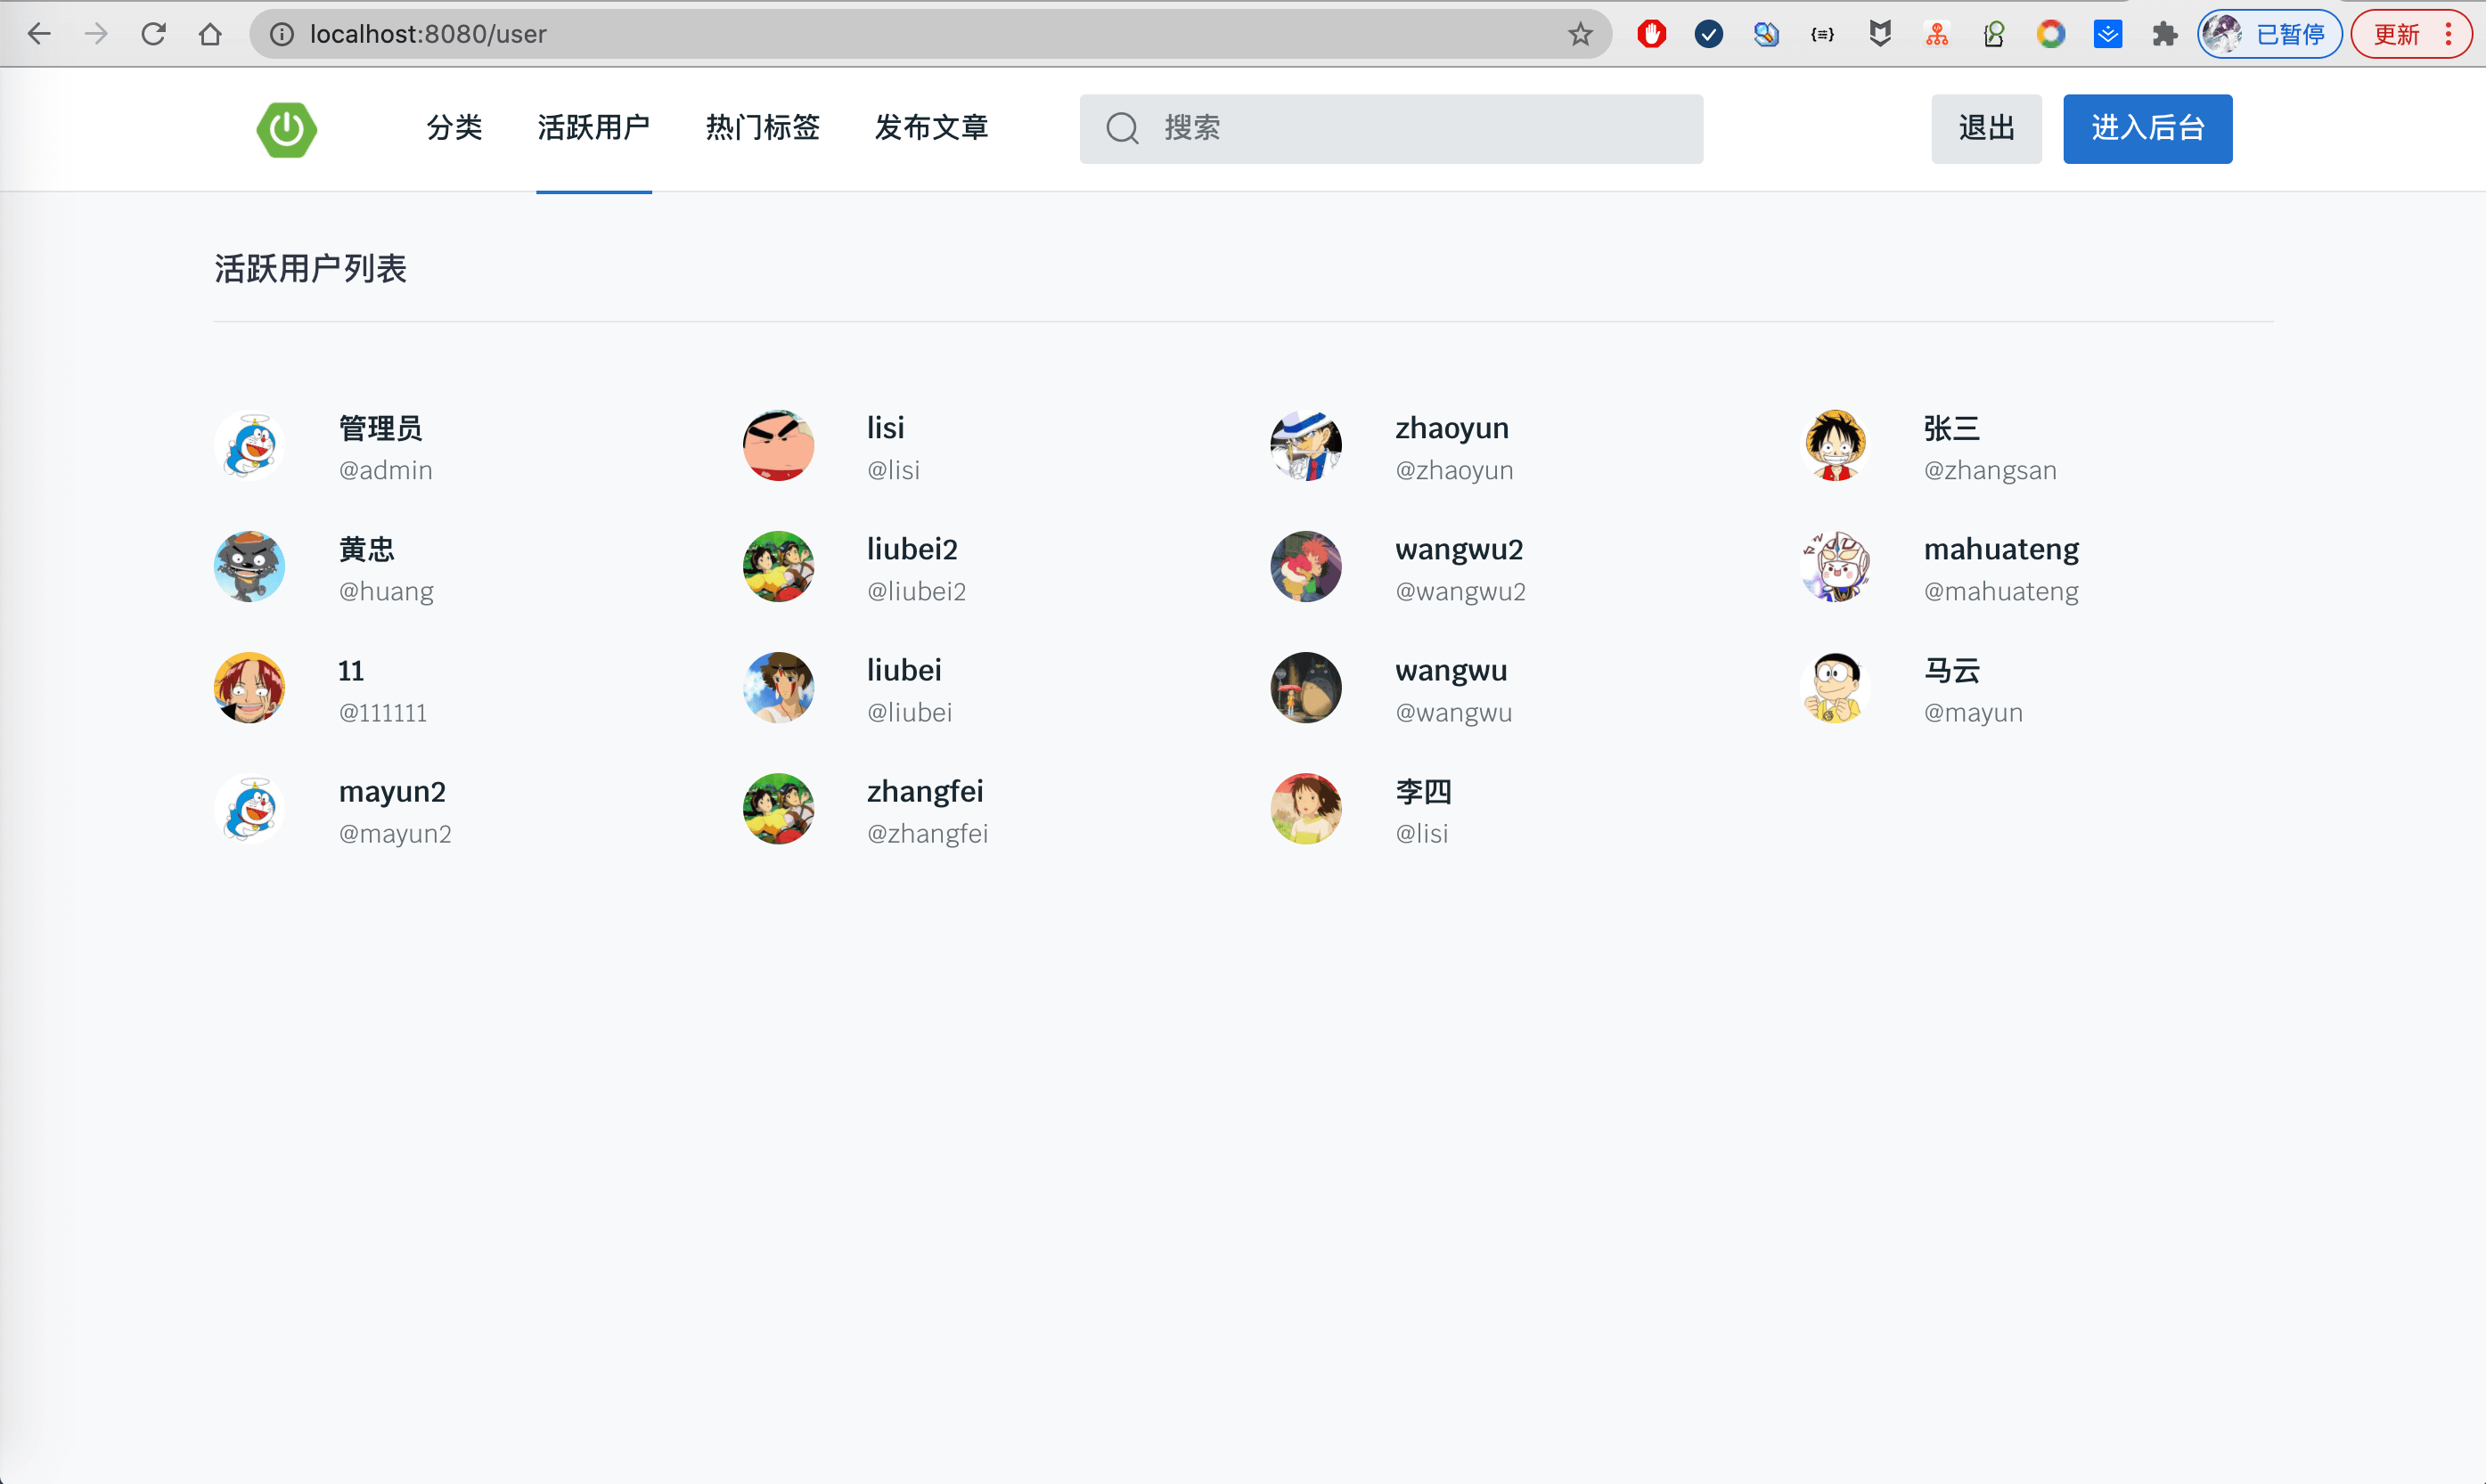 localhost:8080/user
已暂停
更新
分类
活跃用户
热门标签
发布文章
搜索
退出
进入后台
活跃用户列表
管理员
@admin
lisi
@lisi
zhaoyun
@zhaoyun
张三
@zhangsan
黄忠
@huang
liubei2
@liubei2
wangwu2
@wangwu2
mahuateng
@mahuateng
11
@111111
liubei
@liubei
wangwu
@wangwu
马云
@mayun
mayun2
@mayun2
zhangfei
@zhangfei
李四
@lisi